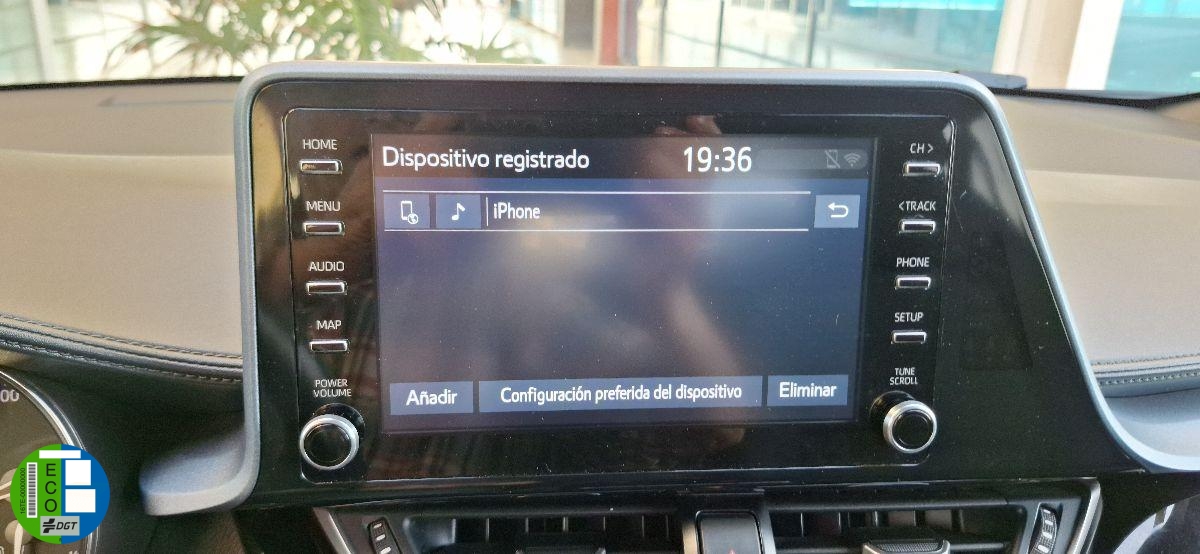 HOME
MENU
AUDIO
MAP
POWER
VOLUME
Dispositivo registrado 19:36
iPhone
Añadir
Configuración preferida del dispositivo
Eliminar
CH >
< TRACK
PHONE
SETUP
TUNE
SCROLL
00
ECO
DGT